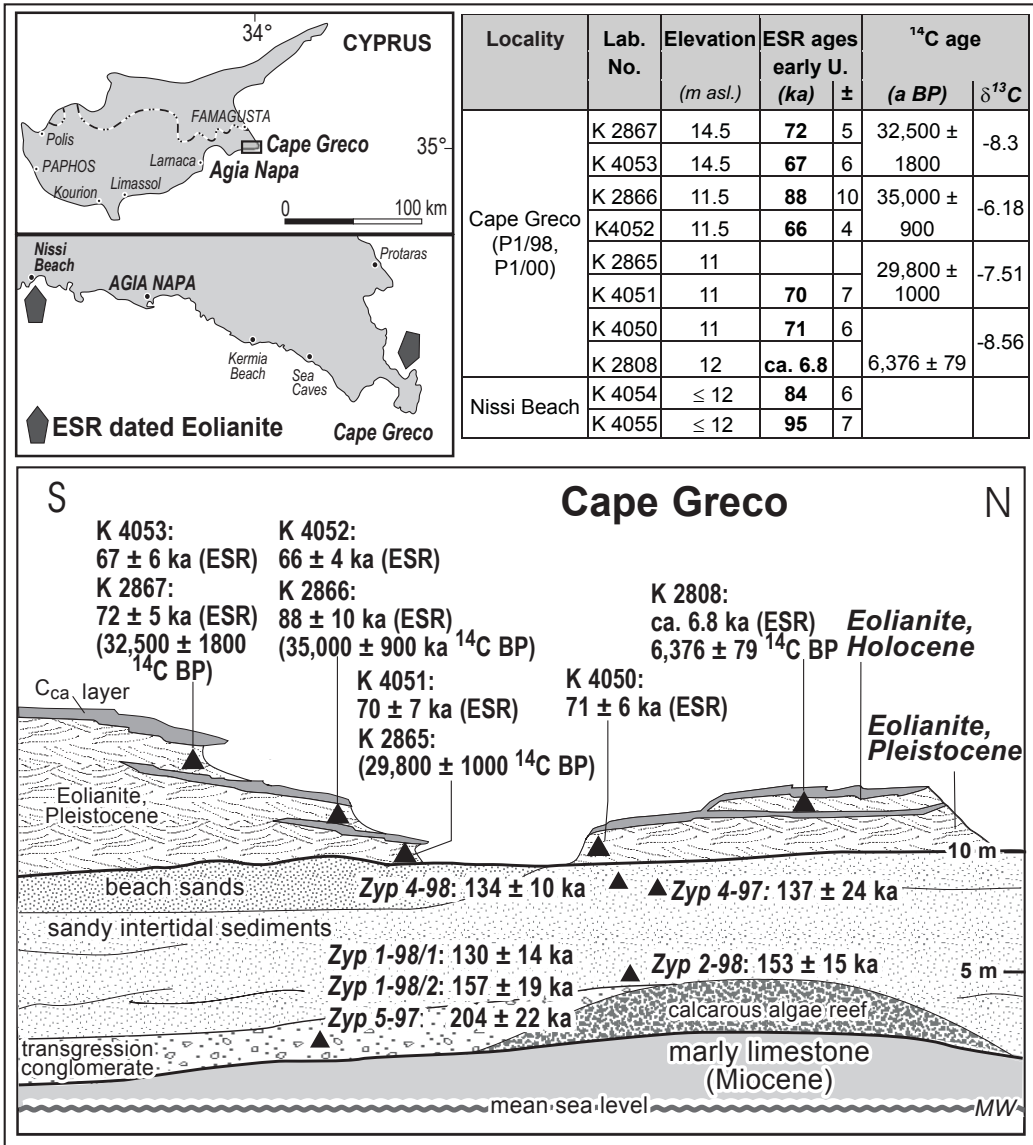 34°
CYPRUS
FAMAGUSTA
Polis
Cape Greco
35°
PAPHOS
Larnaca
Agia Napa
Limassol
Kourion
0 100 km
Nissi
Beach
Protaras
AGIA NAPA
Kermia
Beach
Sea
Caves
ESR dated Eolianite
Cape Greco
Locality Lab. Elevation ESR ages ¹⁴C age
No. early U.
(m asl.) (ka) ± (a BP) δ¹³C
Cape Greco
(P1/98,
P1/00)
K 2867 14.5 72 5 32,500 ±
-8.3
K 4053 14.5 67 6 1800
K 2866 11.5 88 10 35,000 ±
-6.18
K4052 11.5 66 4 900
K 2865 11 29,800 ±
-7.51
K 4051 11 70 7 1000
K 4050 11 71 6
-8.56
K 2808 12 ca. 6.8 6,376 ± 79
Nissi Beach
K 4054 ≤ 12 84 6
K 4055 ≤ 12 95 7
S
Cape Greco
N
K 4053:
67 ± 6 ka (ESR)
K 2867:
72 ± 5 ka (ESR)
(32,500 ± 1800
¹⁴C BP)
K 4052:
66 ± 4 ka (ESR)
K 2866:
88 ± 10 ka (ESR)
(35,000 ± 900 ka ¹⁴C BP)
K 4051:
70 ± 7 ka (ESR)
K 2865:
(29,800 ± 1000 ¹⁴C BP)
K 4050:
71 ± 6 ka (ESR)
K 2808:
ca. 6.8 ka (ESR)
6,376 ± 79 ¹⁴C BP
Eolianite,
Holocene
Eolianite,
Pleistocene
Cca layer
Eolianite,
Pleistocene
10 m
beach sands
Zyp 4-98: 134 ± 10 ka
Zyp 4-97: 137 ± 24 ka
sandy intertidal sediments
Zyp 1-98/1: 130 ± 14 ka
Zyp 1-98/2: 157 ± 19 ka
Zyp 5-97: 204 ± 22 ka
Zyp 2-98: 153 ± 15 ka
5 m
calcarous algae reef
transgression
conglomerate
marly limestone
(Miocene)
mean sea level
MW